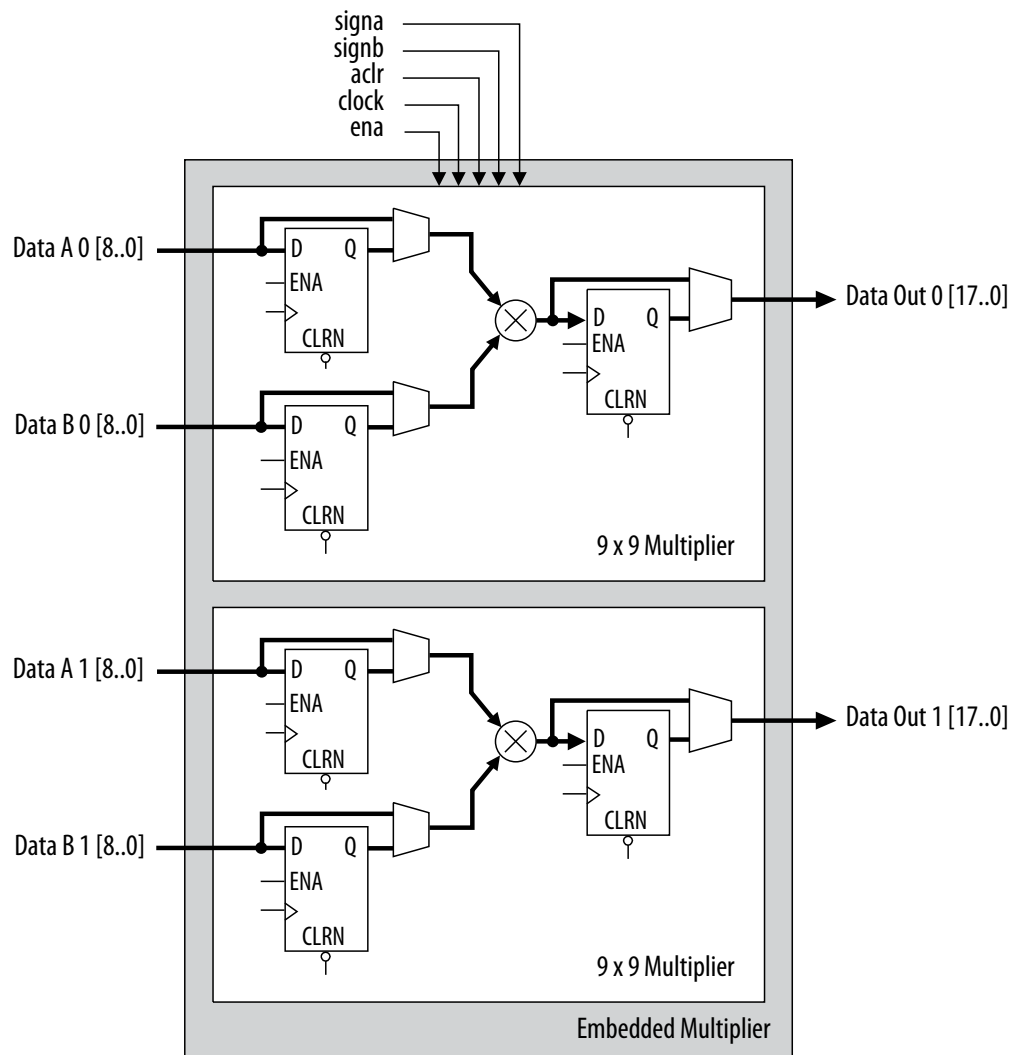 signa
signb
aclr
clock
ena
Data A 0 [8..0]
D Q
ENA
CLRN
Data B 0 [8..0]
D Q
ENA
CLRN
D Q
ENA
CLRN
Data Out 0 [17..0]
9 x 9 Multiplier
Data A 1 [8..0]
D Q
ENA
CLRN
Data B 1 [8..0]
D Q
ENA
CLRN
D Q
ENA
CLRN
Data Out 1 [17..0]
9 x 9 Multiplier
Embedded Multiplier